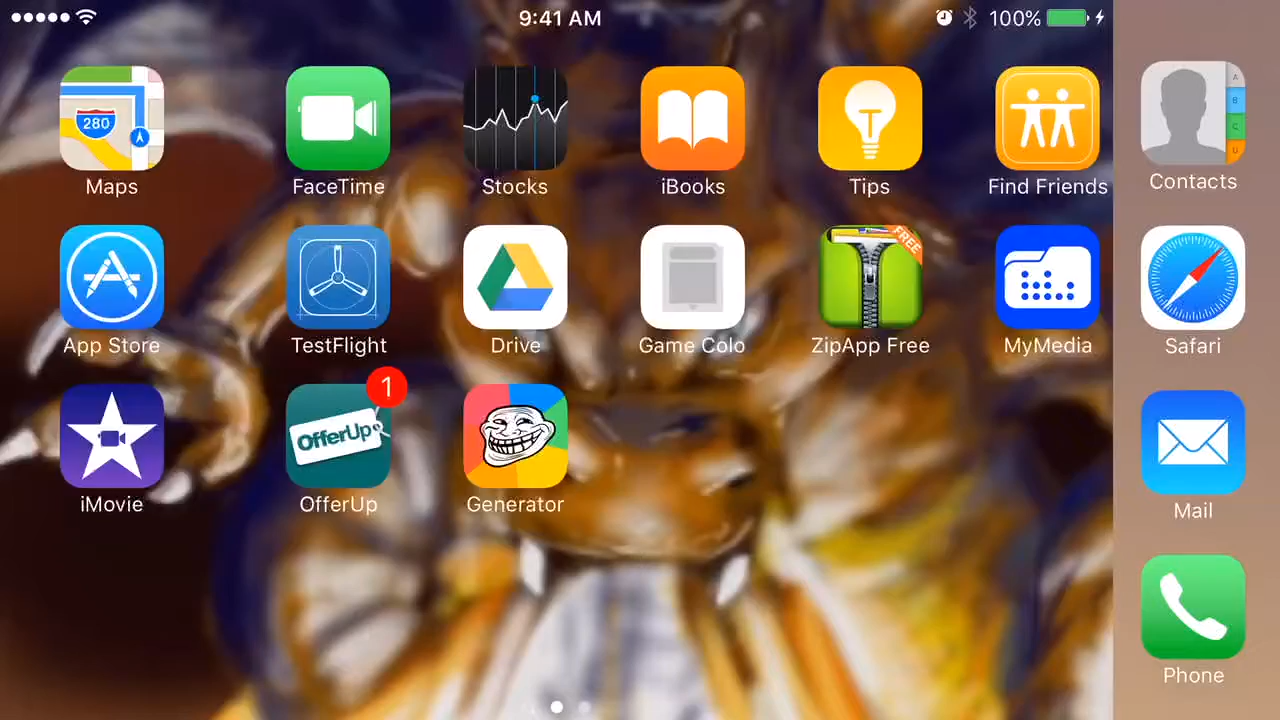 9:41 AM
100%
280
Maps
FaceTime
Stocks
iBooks
Tips
Find Friends
A
B
C
U
Contacts
App Store
TestFlight
Drive
Game Colo
FREE
ZipApp Free
MyMedia
Safari
iMovie
OfferUp
1
OfferUp
Generator
Mail
Phone